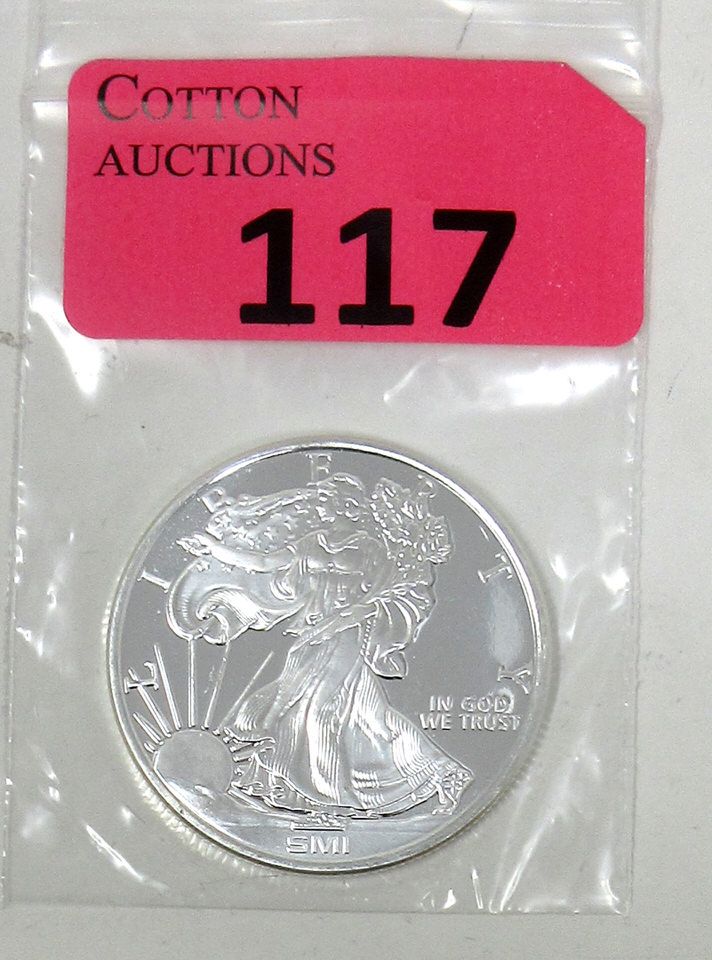 COTTON
AUCTIONS
117
LIBERTY
IN GOD
WE TRUST
SMI